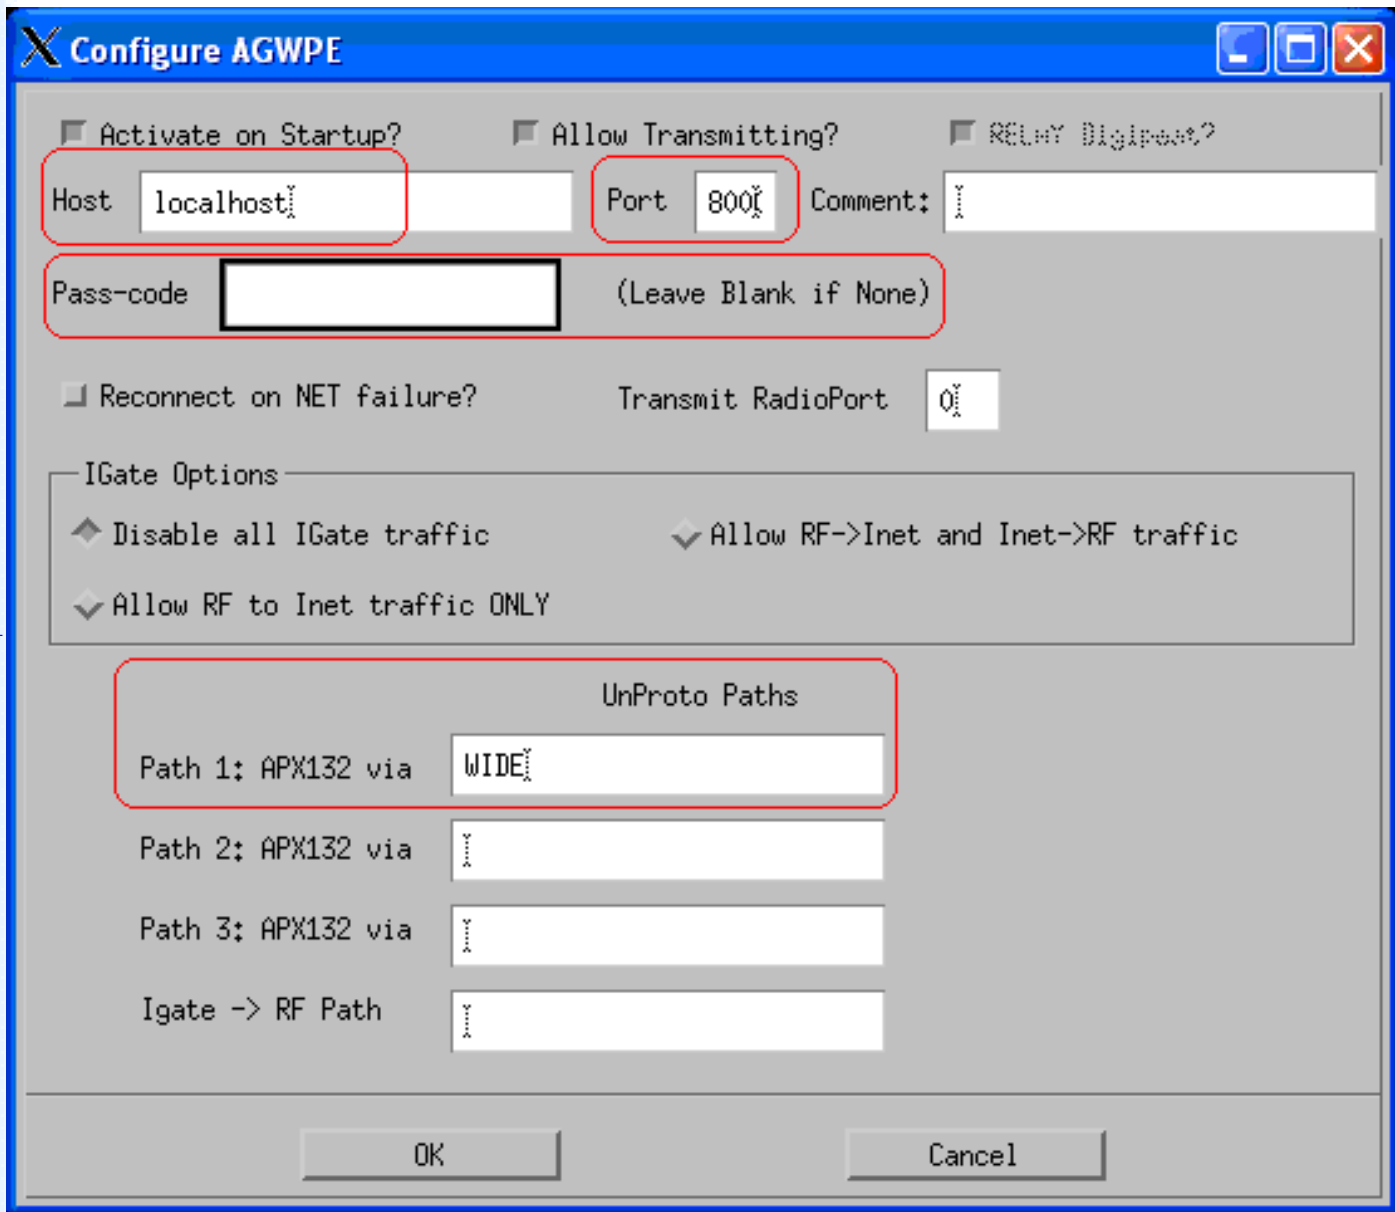 Configure AGWPE
Activate on Startup? Allow Transmitting? RELAY Digipeat?
Host localhost Port 8000 Comment:
Pass-code (Leave Blank if None)
Reconnect on NET failure? Transmit RadioPort 0
IGate Options
Disable all IGate traffic Allow RF->Inet and Inet->RF traffic
Allow RF to Inet traffic ONLY
UnProto Paths
Path 1: APX132 via WIDE
Path 2: APX132 via
Path 3: APX132 via
Igate -> RF Path
OK Cancel